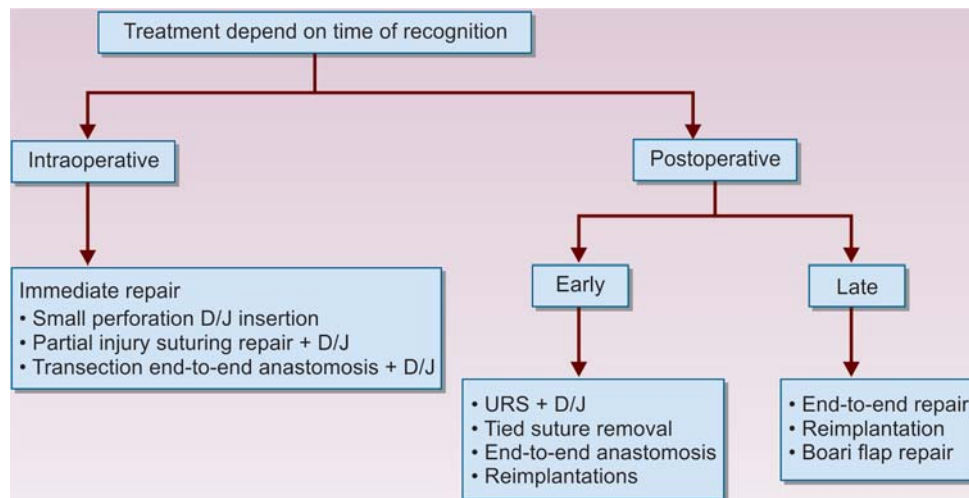 Treatment depend on time of recognition
Intraoperative
Postoperative
Immediate repair
• Small perforation D/J insertion
• Partial injury suturing repair + D/J
• Transection end-to-end anastomosis + D/J
Early
Late
• URS + D/J
• Tied suture removal
• End-to-end anastomosis
• Reimplantations
• End-to-end repair
• Reimplantation
• Boari flap repair